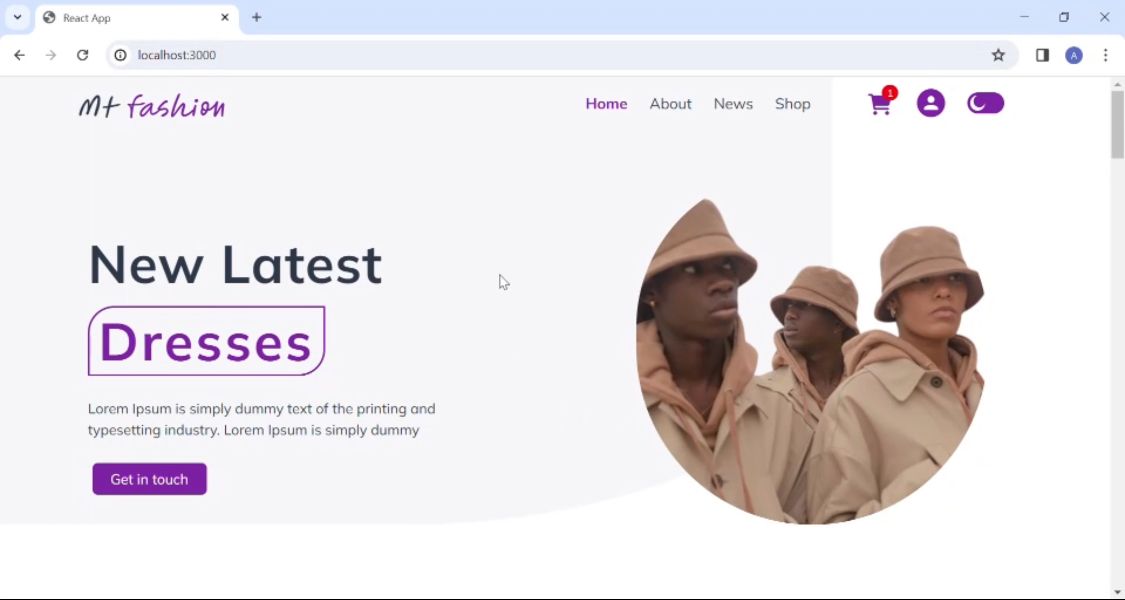 React App
localhost:3000
A
Mt fashion
Home About News Shop
1
New Latest
Dresses
Lorem Ipsum is simply dummy text of the printing and
typesetting industry. Lorem Ipsum is simply dummy
Get in touch